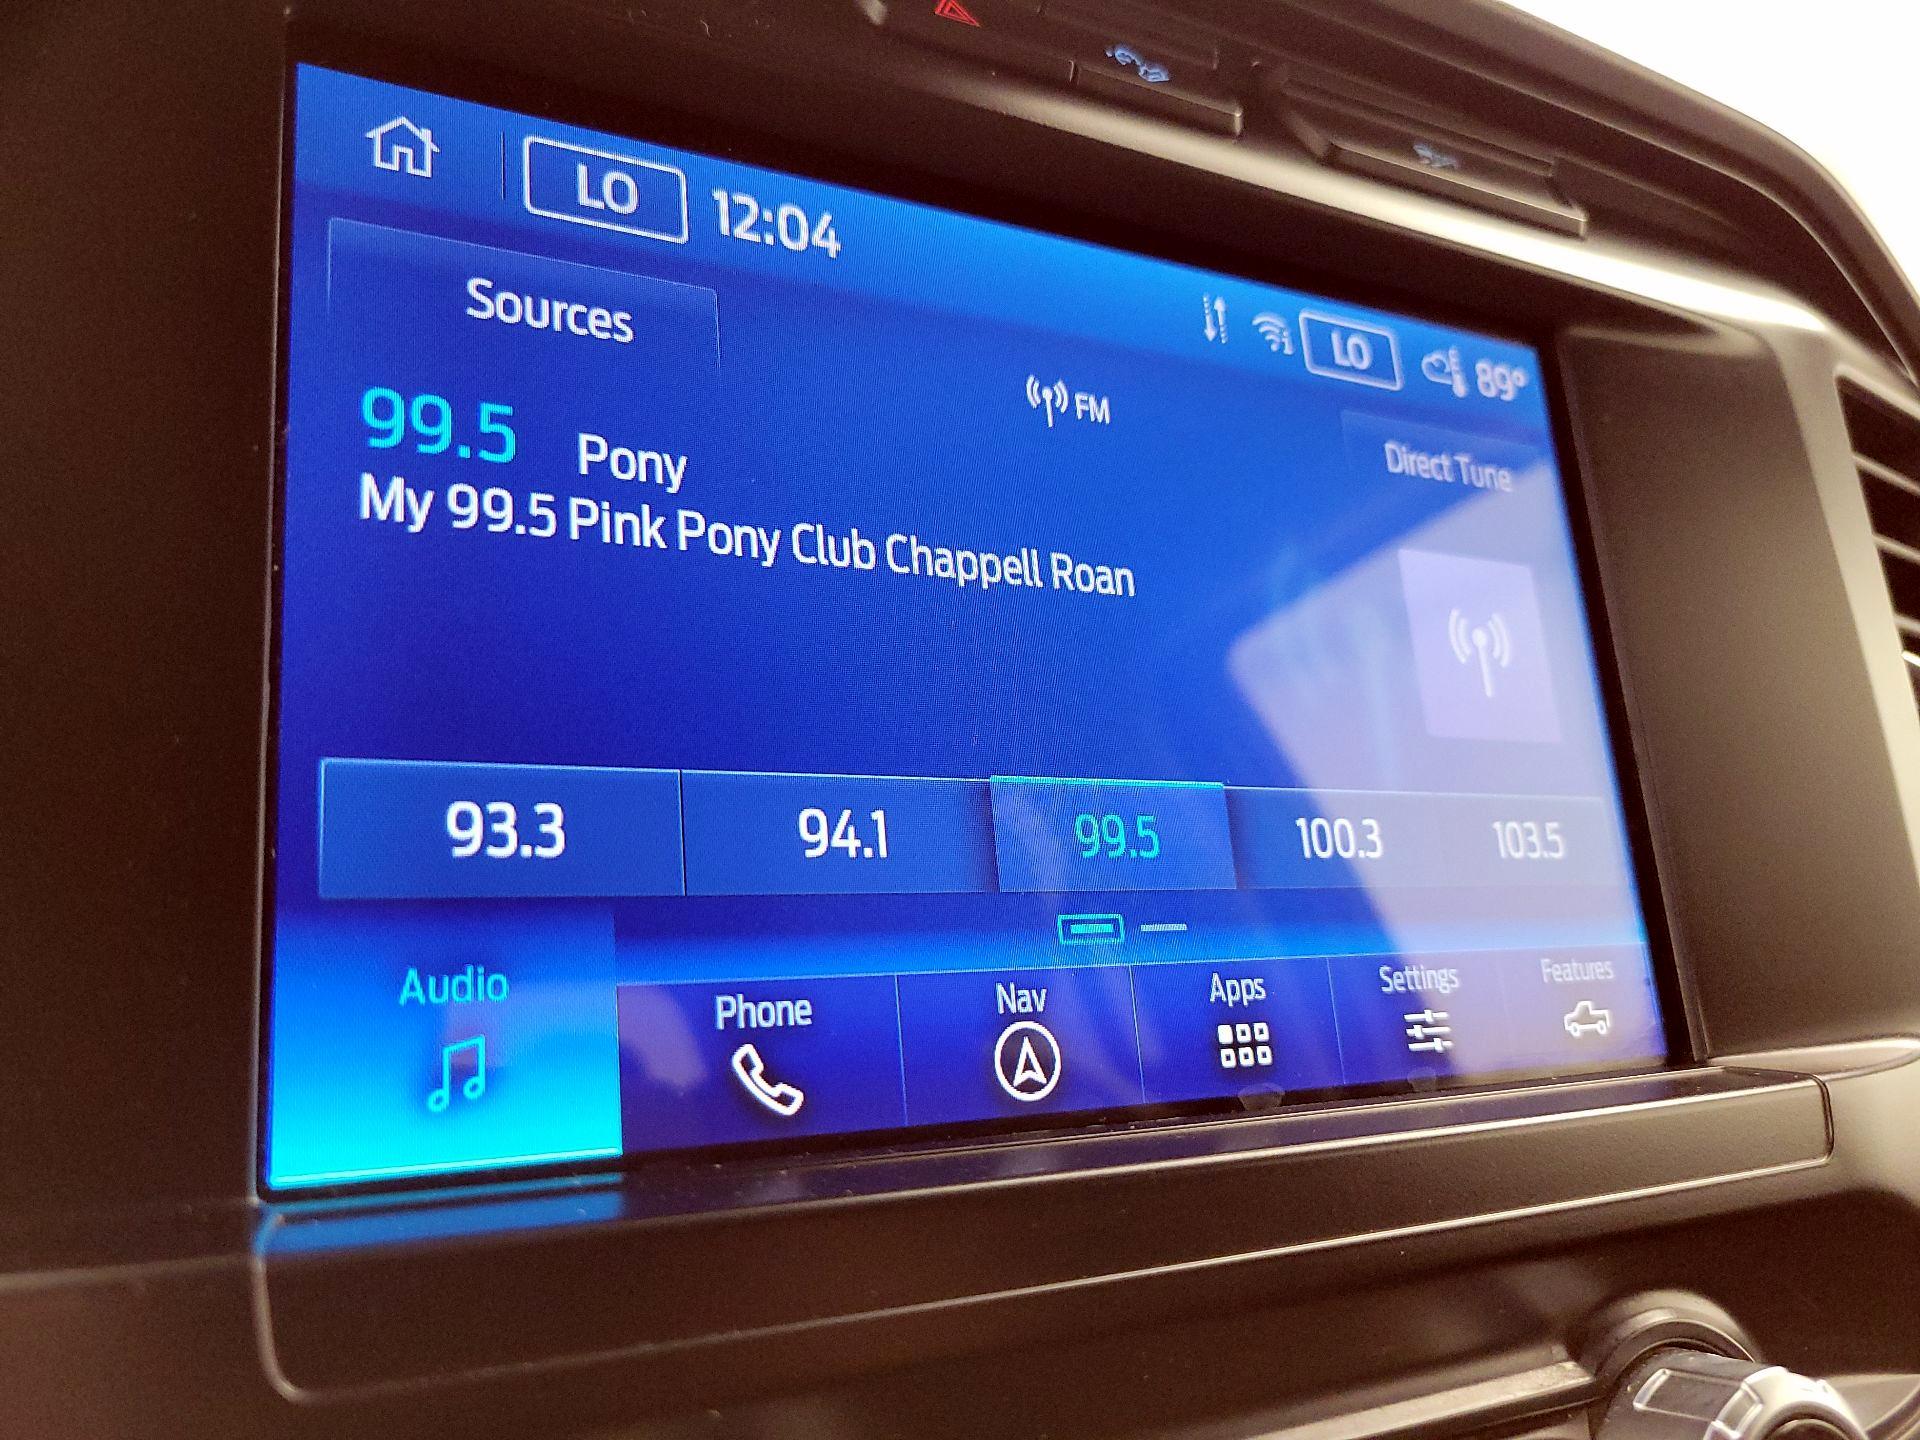 LO 12:04
LO 89°
Sources
FM
99.5 Pony
Direct Tune
My 99.5 Pink Pony Club Chappell Roan
93.3 94.1 99.5 100.3 103.5
Audio Phone Nav Apps Settings Features